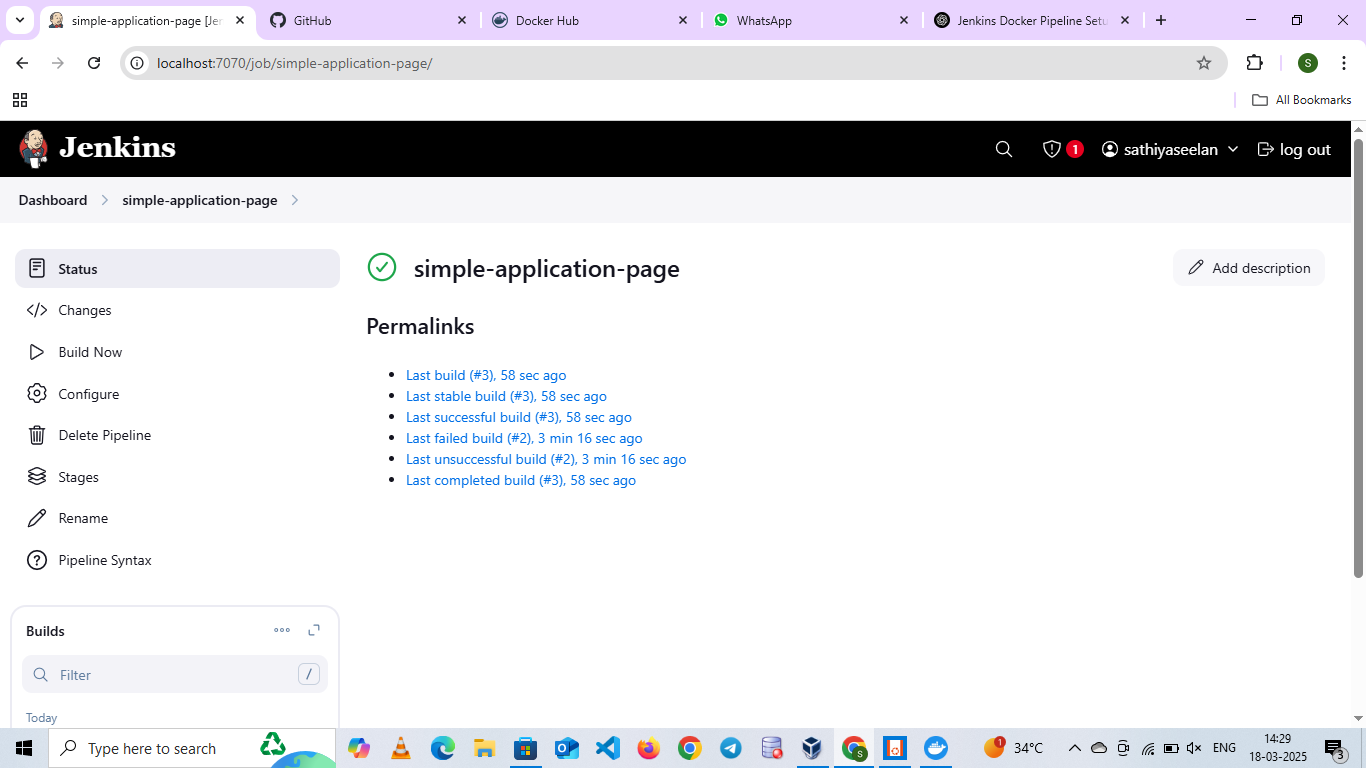 simple-application-page [Jen
GitHub
Docker Hub
WhatsApp
Jenkins Docker Pipeline Setu
localhost:7070/job/simple-application-page/
S
All Bookmarks
Jenkins
1
sathiyaseelan
log out
Dashboard
simple-application-page
Status
Changes
Build Now
Configure
Delete Pipeline
Stages
Rename
Pipeline Syntax
simple-application-page
Add description
Permalinks
Last build (#3), 58 sec ago
Last stable build (#3), 58 sec ago
Last successful build (#3), 58 sec ago
Last failed build (#2), 3 min 16 sec ago
Last unsuccessful build (#2), 3 min 16 sec ago
Last completed build (#3), 58 sec ago
Builds
Filter
/
Today
Type here to search
S
1
34°C
ENG
14:29
18-03-2025
3